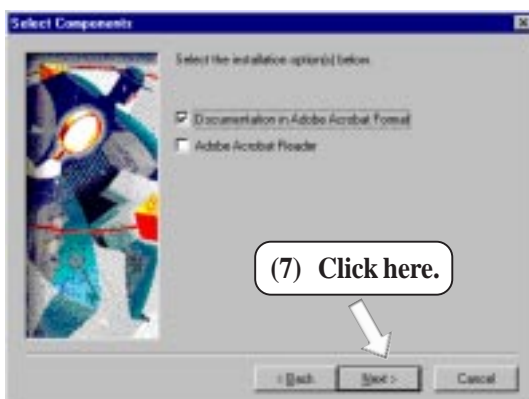 Select Components
Select the installation option(s) below.
Documentation in Adobe Acrobat Format
Adobe Acrobat Reader
(7) Click here.
< Back
Next >
Cancel